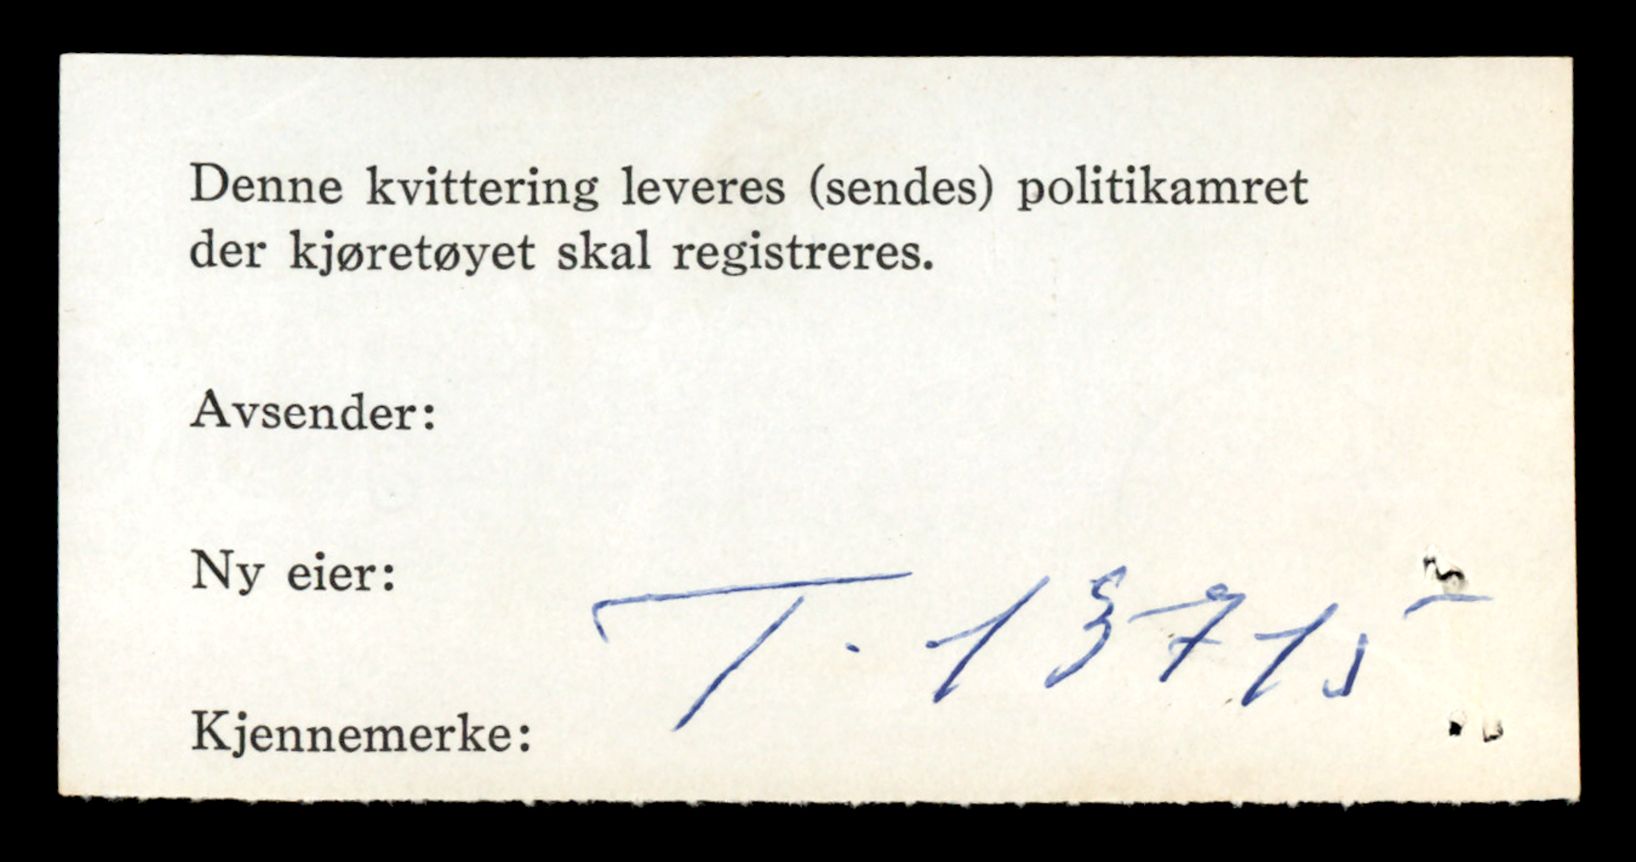 Denne kvittering leveres (sendes) politikamret
der kjøretøyet skal registreres.
Avsender:
Ny eier:
T. 13715
Kjennemerke: